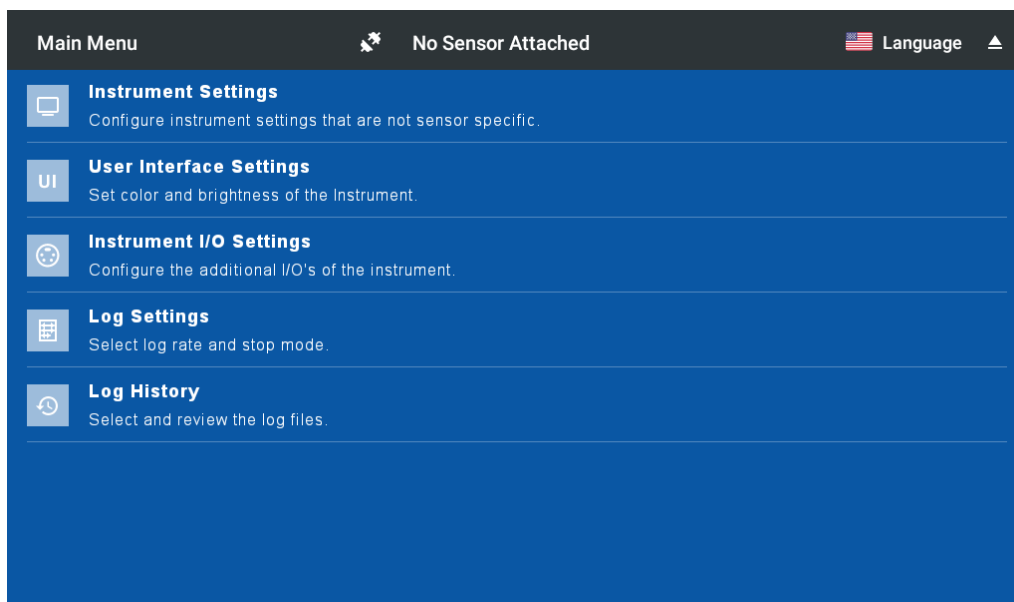 Main Menu
No Sensor Attached
Language
Instrument Settings
Configure instrument settings that are not sensor specific.
UI
User Interface Settings
Set color and brightness of the Instrument.
Instrument I/O Settings
Configure the additional I/O's of the instrument.
Log Settings
Select log rate and stop mode.
Log History
Select and review the log files.